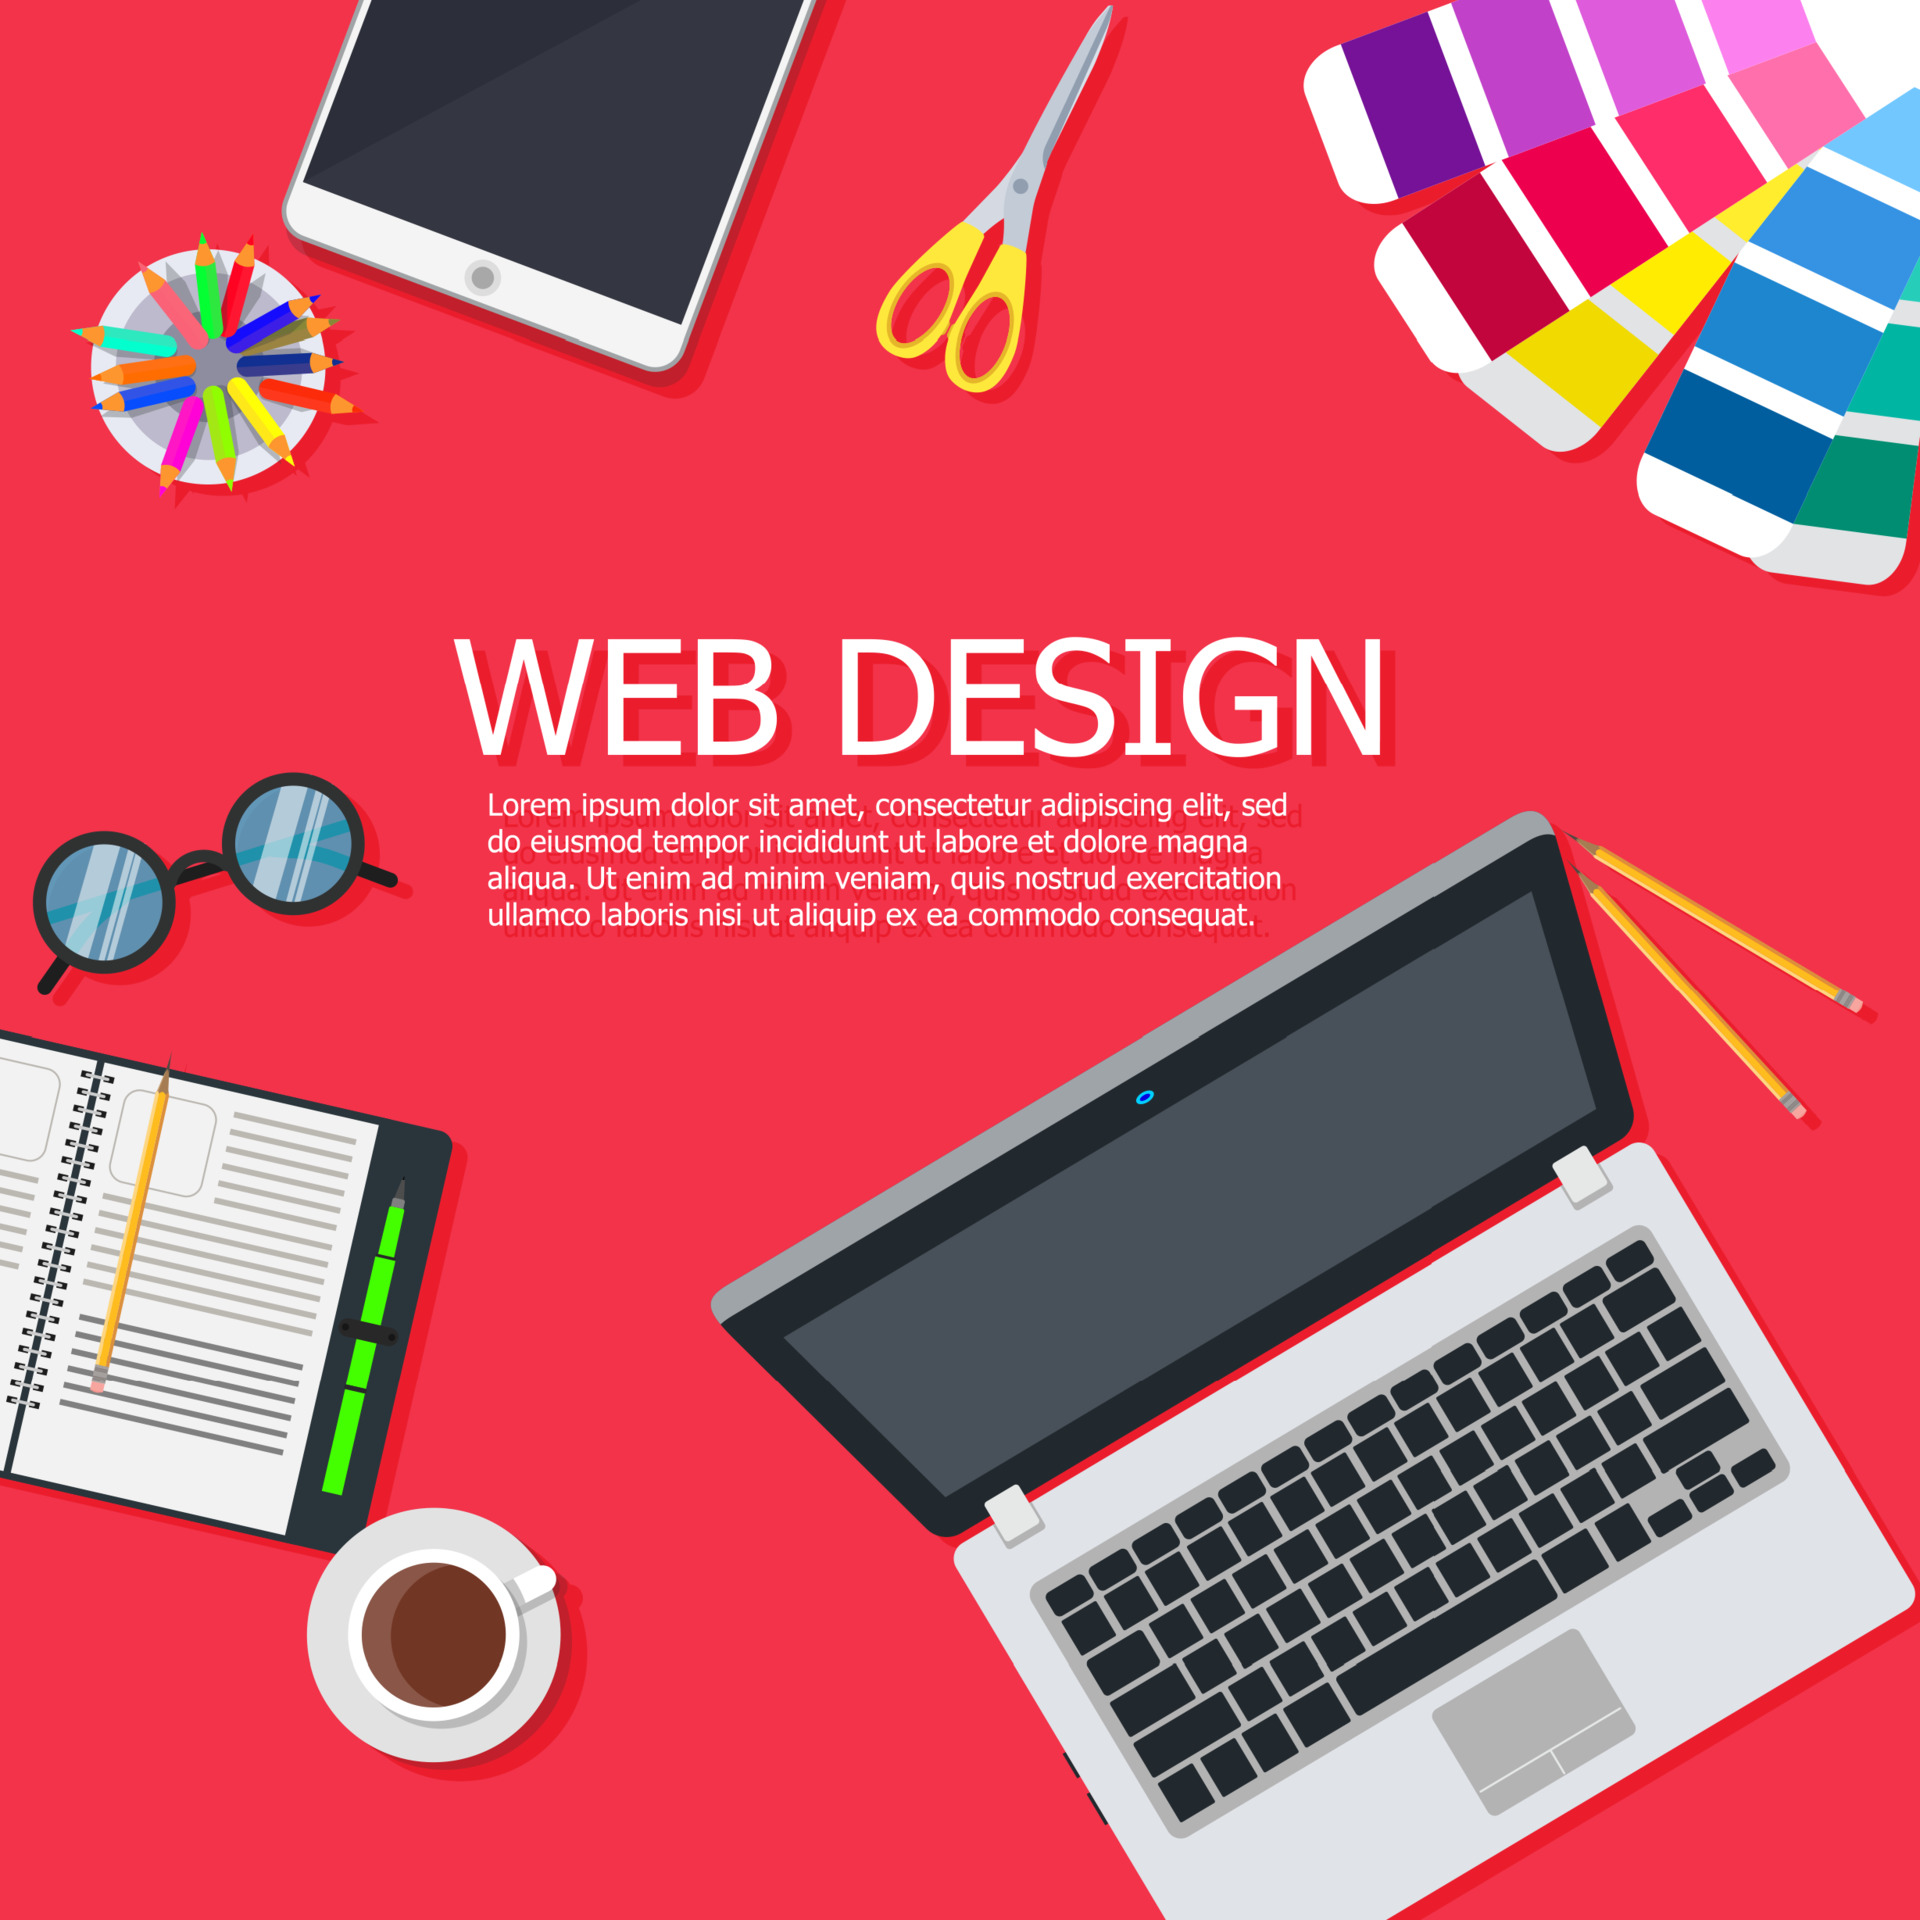 WEB DESIGN
Lorem ipsum dolor sit amet, consectetur adipiscing elit, sed
do eiusmod tempor incididunt ut labore et dolore magna
aliqua. Ut enim ad minim veniam, quis nostrud exercitation
ullamco laboris nisi ut aliquip ex ea commodo consequat.